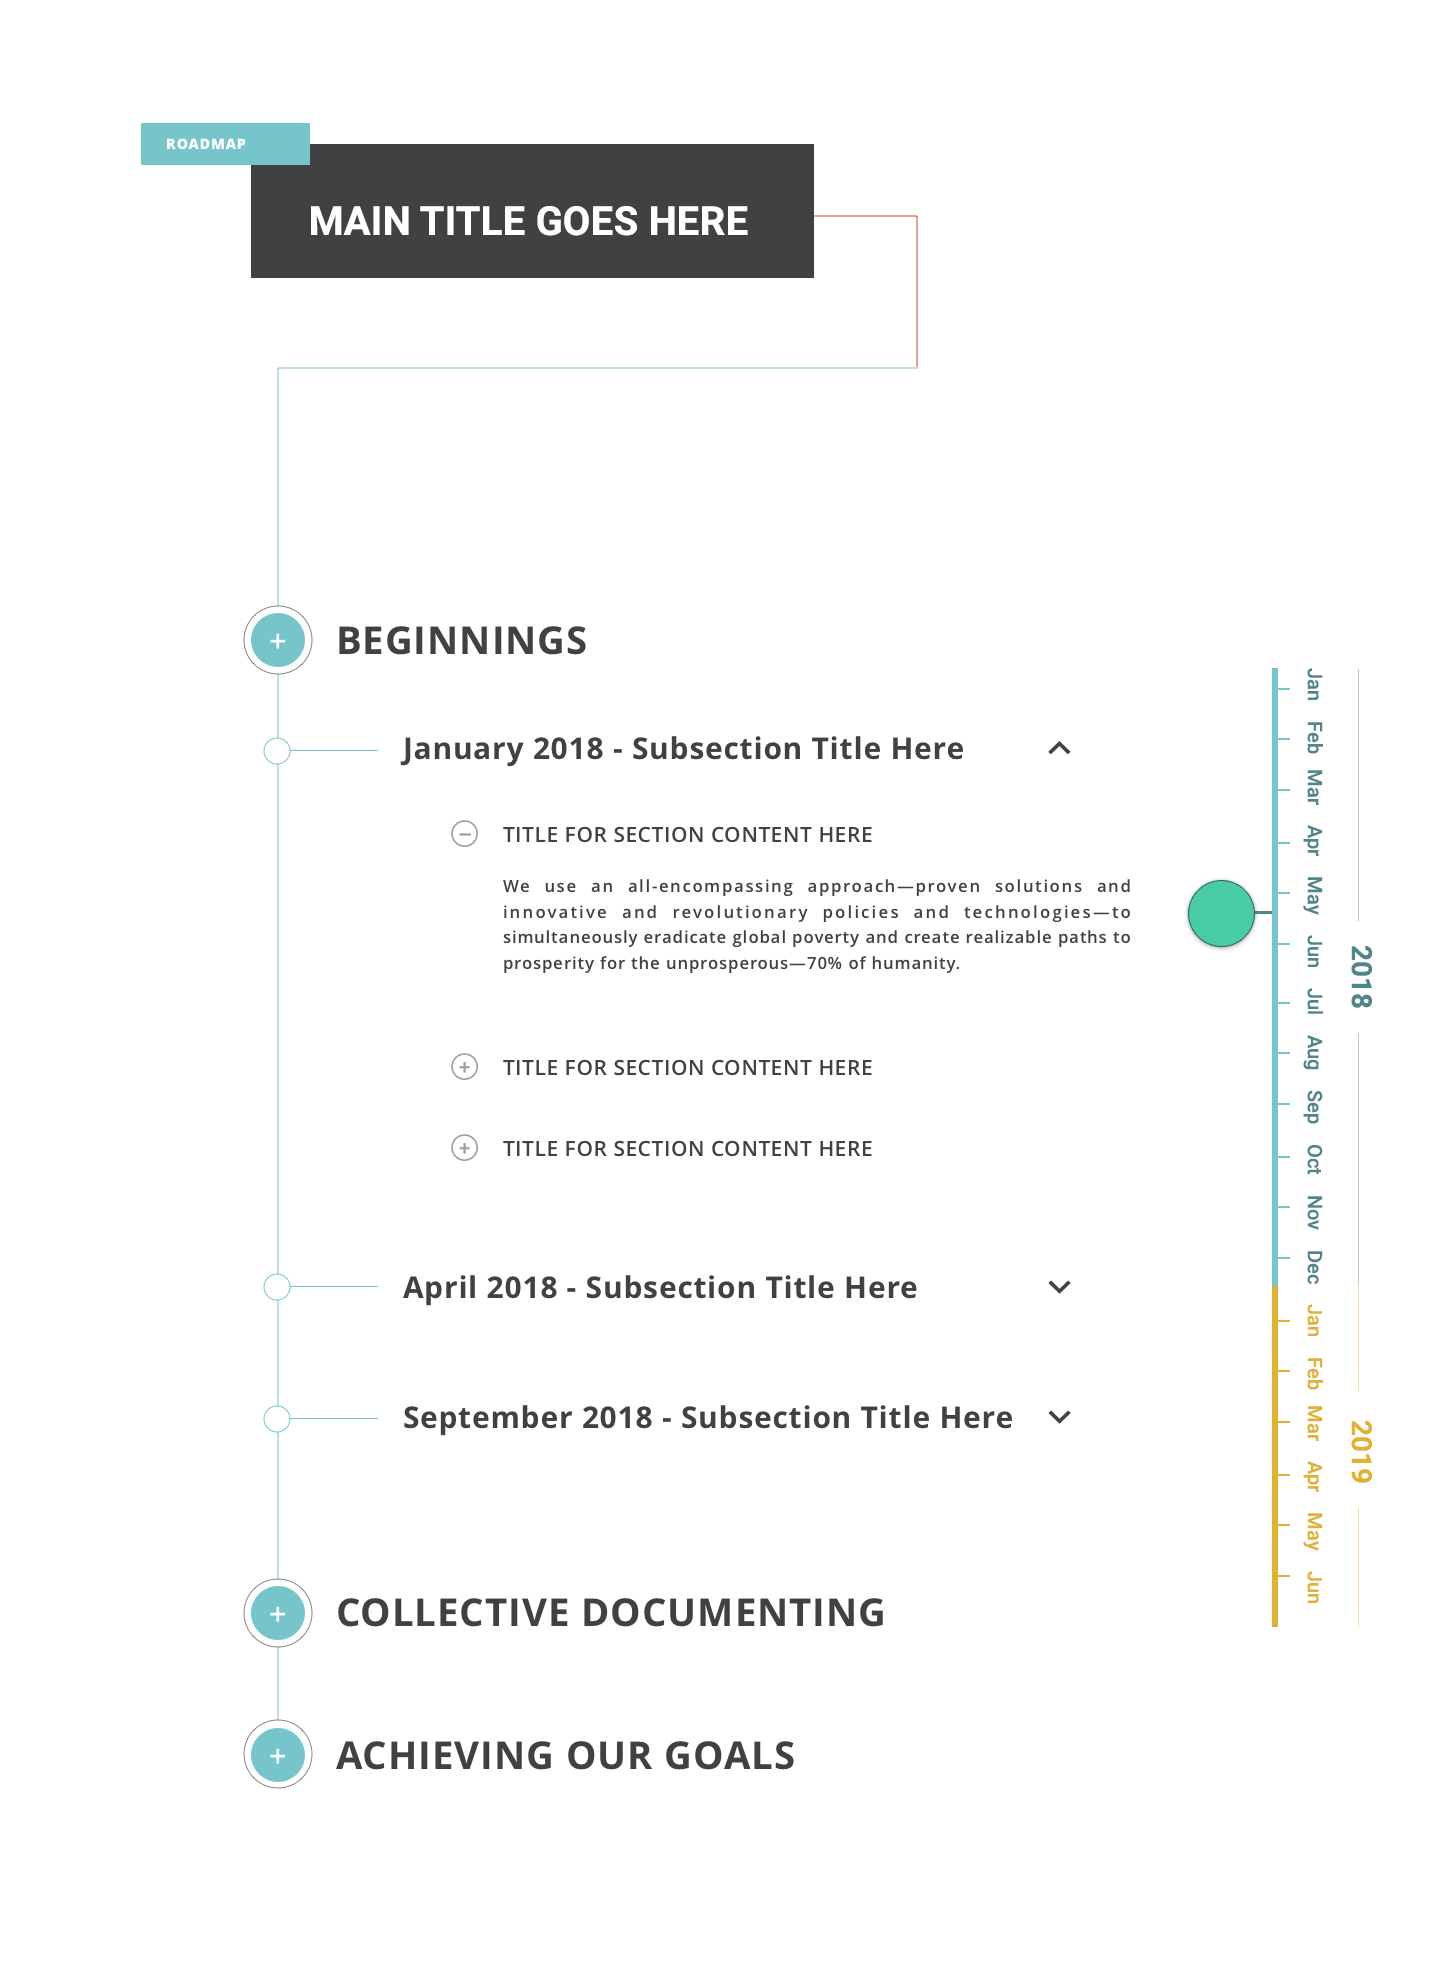 ROADMAP
MAIN TITLE GOES HERE
BEGINNINGS
January 2018 - Subsection Title Here
TITLE FOR SECTION CONTENT HERE
We use an all-encompassing approach—proven solutions and
innovative and revolutionary policies and technologies—to
simultaneously eradicate global poverty and create realizable paths to
prosperity for the unprosperous—70% of humanity.
TITLE FOR SECTION CONTENT HERE
TITLE FOR SECTION CONTENT HERE
April 2018 - Subsection Title Here
September 2018 - Subsection Title Here
COLLECTIVE DOCUMENTING
ACHIEVING OUR GOALS
Jan Feb Mar Apr May Jun Jul Aug Sep Oct Nov Dec Jan Feb Mar Apr May Jun
2018
2019